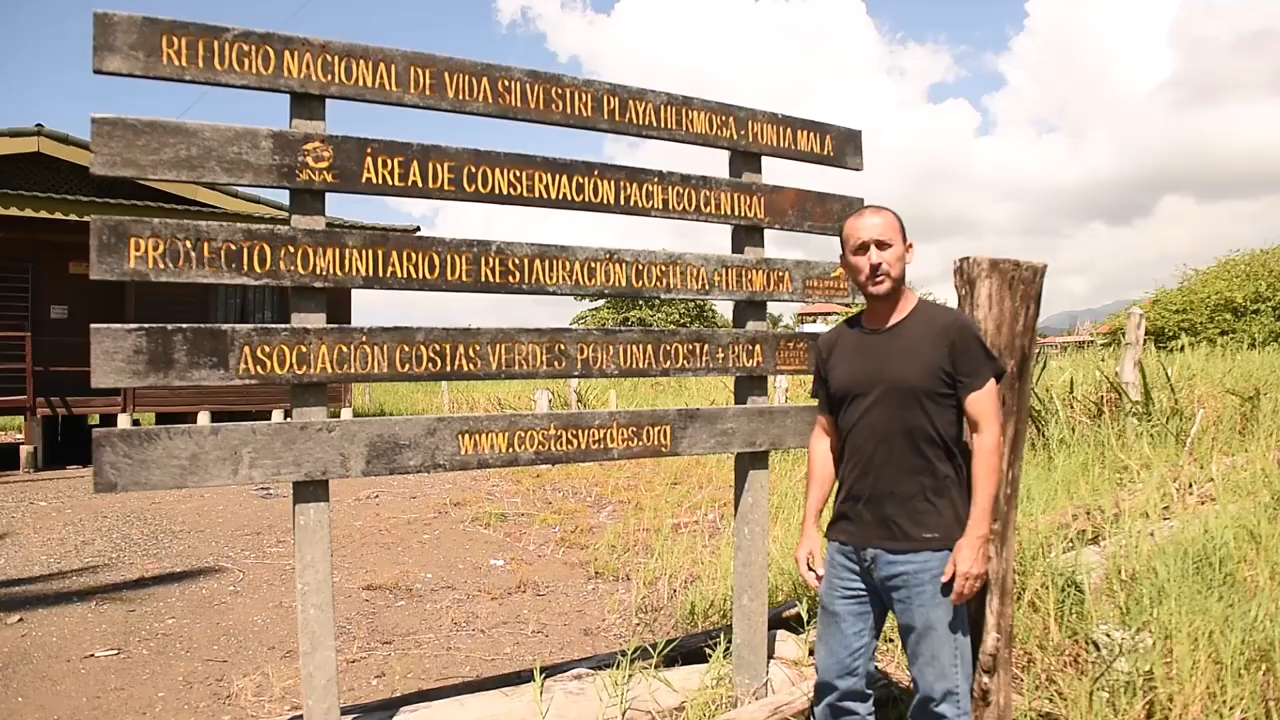 REFUGIO NACIONAL DE VIDA SILVESTRE PLAYA HERMOSA - PUNTA MALA
SINAC ÁREA DE CONSERVACIÓN PACÍFICO CENTRAL
PROYECTO COMUNITARIO DE RESTAURACIÓN COSTERA +HERMOSA
ASOCIACIÓN COSTAS VERDES POR UNA COSTA + RICA
www.costasverdes.org